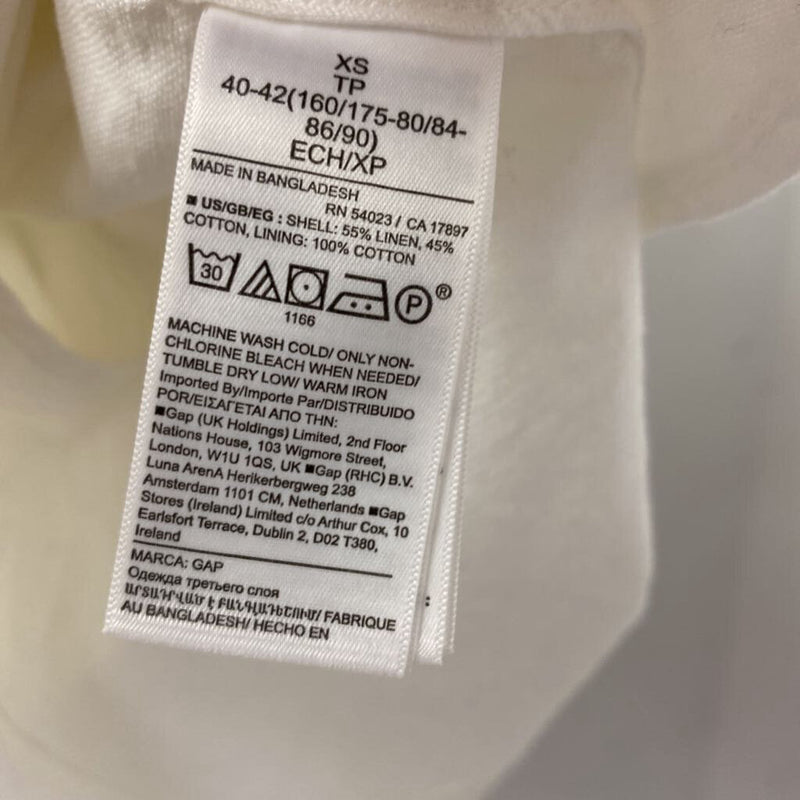 XS
TP
40-42(160/175-80/84-
86/90)
ECH/XP
MADE IN BANGLADESH
RN 54023 / CA 17897
■ US/GB/EG : SHELL: 55% LINEN, 45%
COTTON, LINING: 100% COTTON
30 P ®
1166
MACHINE WASH COLD/ ONLY NON-
CHLORINE BLEACH WHEN NEEDED/
TUMBLE DRY LOW/ WARM IRON
Imported By/Importe Par/DISTRIBUIDO
POR/ΕΙΣΑΓΕΤΑΙ ΑΠΟ ΤΗΝ:
■Gap (UK Holdings) Limited, 2nd Floor
Nations House, 103 Wigmore Street,
London, W1U 1QS, UK ■Gap (RHC) B.V.
Luna ArenA Herikerbergweg 238
Amsterdam 1101 CM, Netherlands ■Gap
Stores (Ireland) Limited c/o Arthur Cox, 10
Earlsfort Terrace, Dublin 2, D02 T380,
Ireland
MARCA: GAP
Одежда третьего слоя
ԱՐՏԱԴՐՎԱԾ Է ԲԱՆԳԼԱԴԵՇՈՒՄ/ FABRIQUE
AU BANGLADESH/ HECHO EN